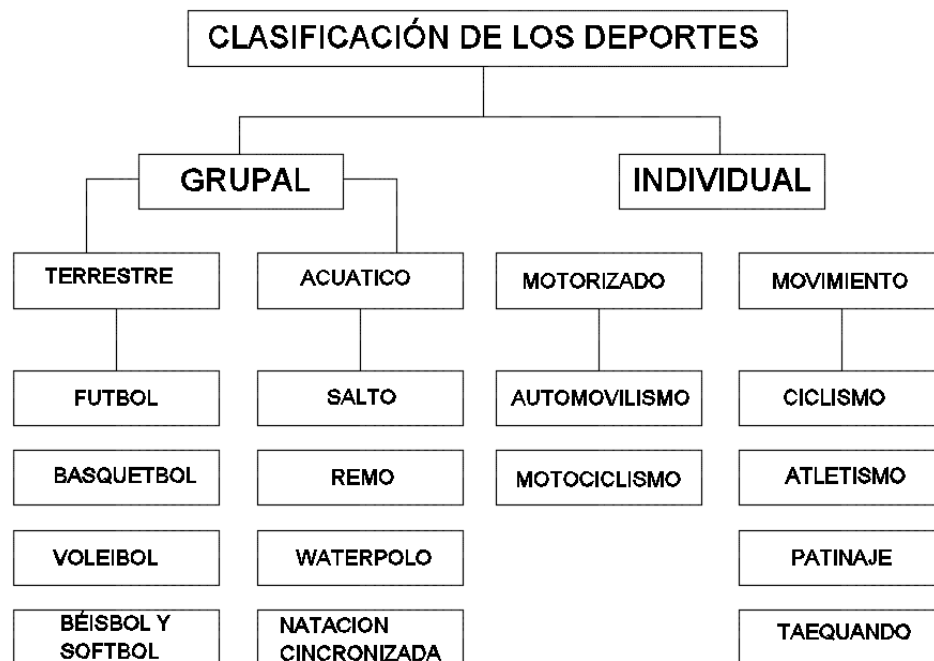 CLASIFICACIÓN DE LOS DEPORTES
GRUPAL
INDIVIDUAL
TERRESTRE
ACUATICO
MOTORIZADO
MOVIMIENTO
FUTBOL
SALTO
AUTOMOVILISMO
CICLISMO
BASQUETBOL
REMO
MOTOCICLISMO
ATLETISMO
VOLEIBOL
WATERPOLO
PATINAJE
BÉISBOL Y
SOFTBOL
NATACION
CINCRONIZADA
TAEQUANDO